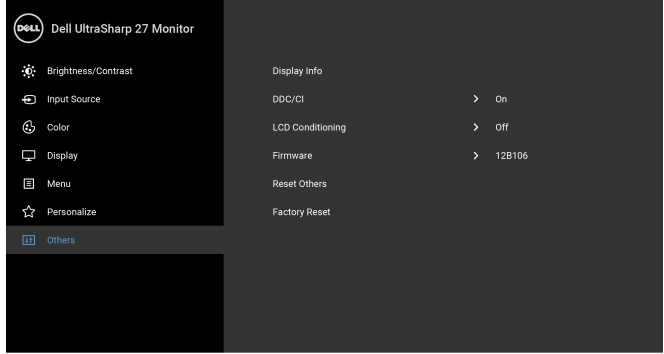 DELL Dell UltraSharp 27 Monitor
Brightness/Contrast
Input Source
Color
Display
Menu
Personalize
Others
Display Info
DDC/CI > On
LCD Conditioning > Off
Firmware > 12B106
Reset Others
Factory Reset